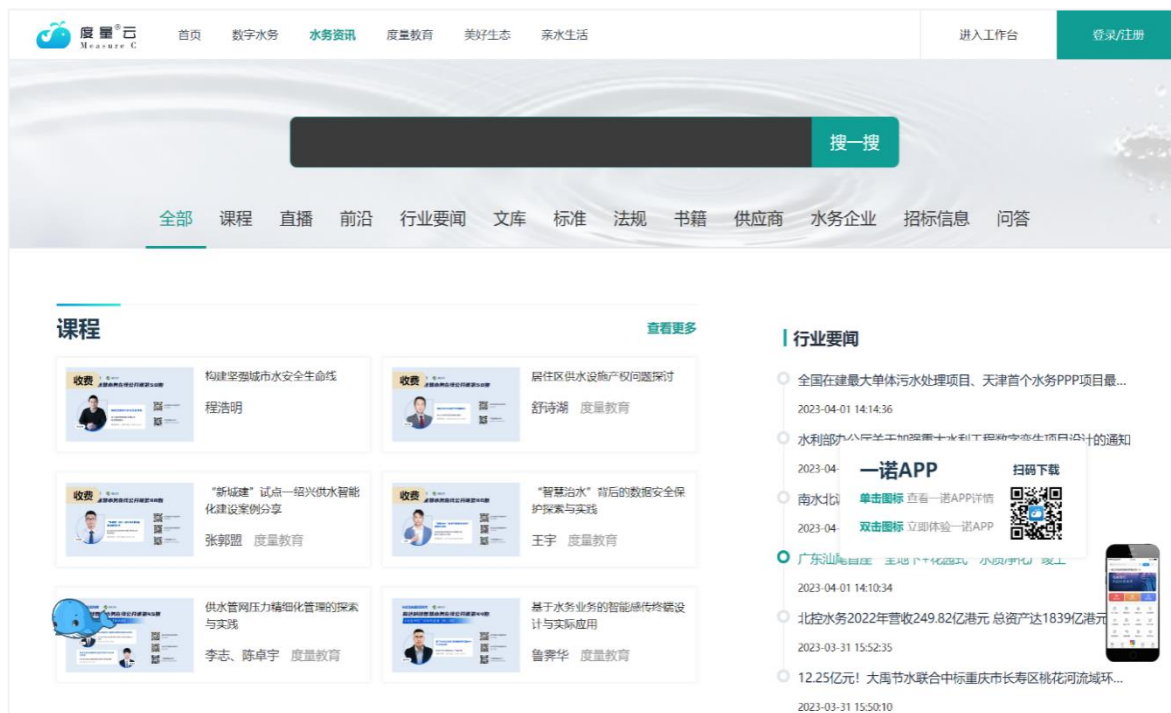 度量®云
Measure C
首页 数字水务 水务资讯 度量教育 美好生态 亲水生活
进入工作台 登录/注册
搜一搜
全部 课程 直播 前沿 行业要闻 文库 标准 法规 书籍 供应商 水务企业 招标信息 问答
课程
查看更多
收费
构建坚强城市水安全生命线
程浩明
收费
居住区供水设施产权问题探讨
舒诗湖 度量教育
收费
“新城建”试点—绍兴供水智能
化建设案例分享
张郭盟 度量教育
收费
“智慧治水”背后的数据安全保
护探索与实践
王宇 度量教育
供水管网压力精细化管理的探索
与实践
李志、陈卓宇 度量教育
基于水务业务的智能感传终端设
计与实际应用
鲁霁华 度量教育
行业要闻
全国在建最大单体污水处理项目、天津首个水务PPP项目最...
2023-04-01 14:14:36
水利部办公厅关于加强重大水利工程数字孪生项目设计的通知
2023-04-
南水北
2023-04-
一诺APP
扫码下载
单击图标 查看一诺APP详情
双击图标 立即体验一诺APP
广东汕尾首座“全地下+花园式”水质净化厂竣工
2023-04-01 14:10:34
北控水务2022年营收249.82亿港元 总资产达1839亿港元
2023-03-31 15:52:35
12.25亿元！大禹节水联合中标重庆市长寿区桃花河流域环...
2023-03-31 15:50:10